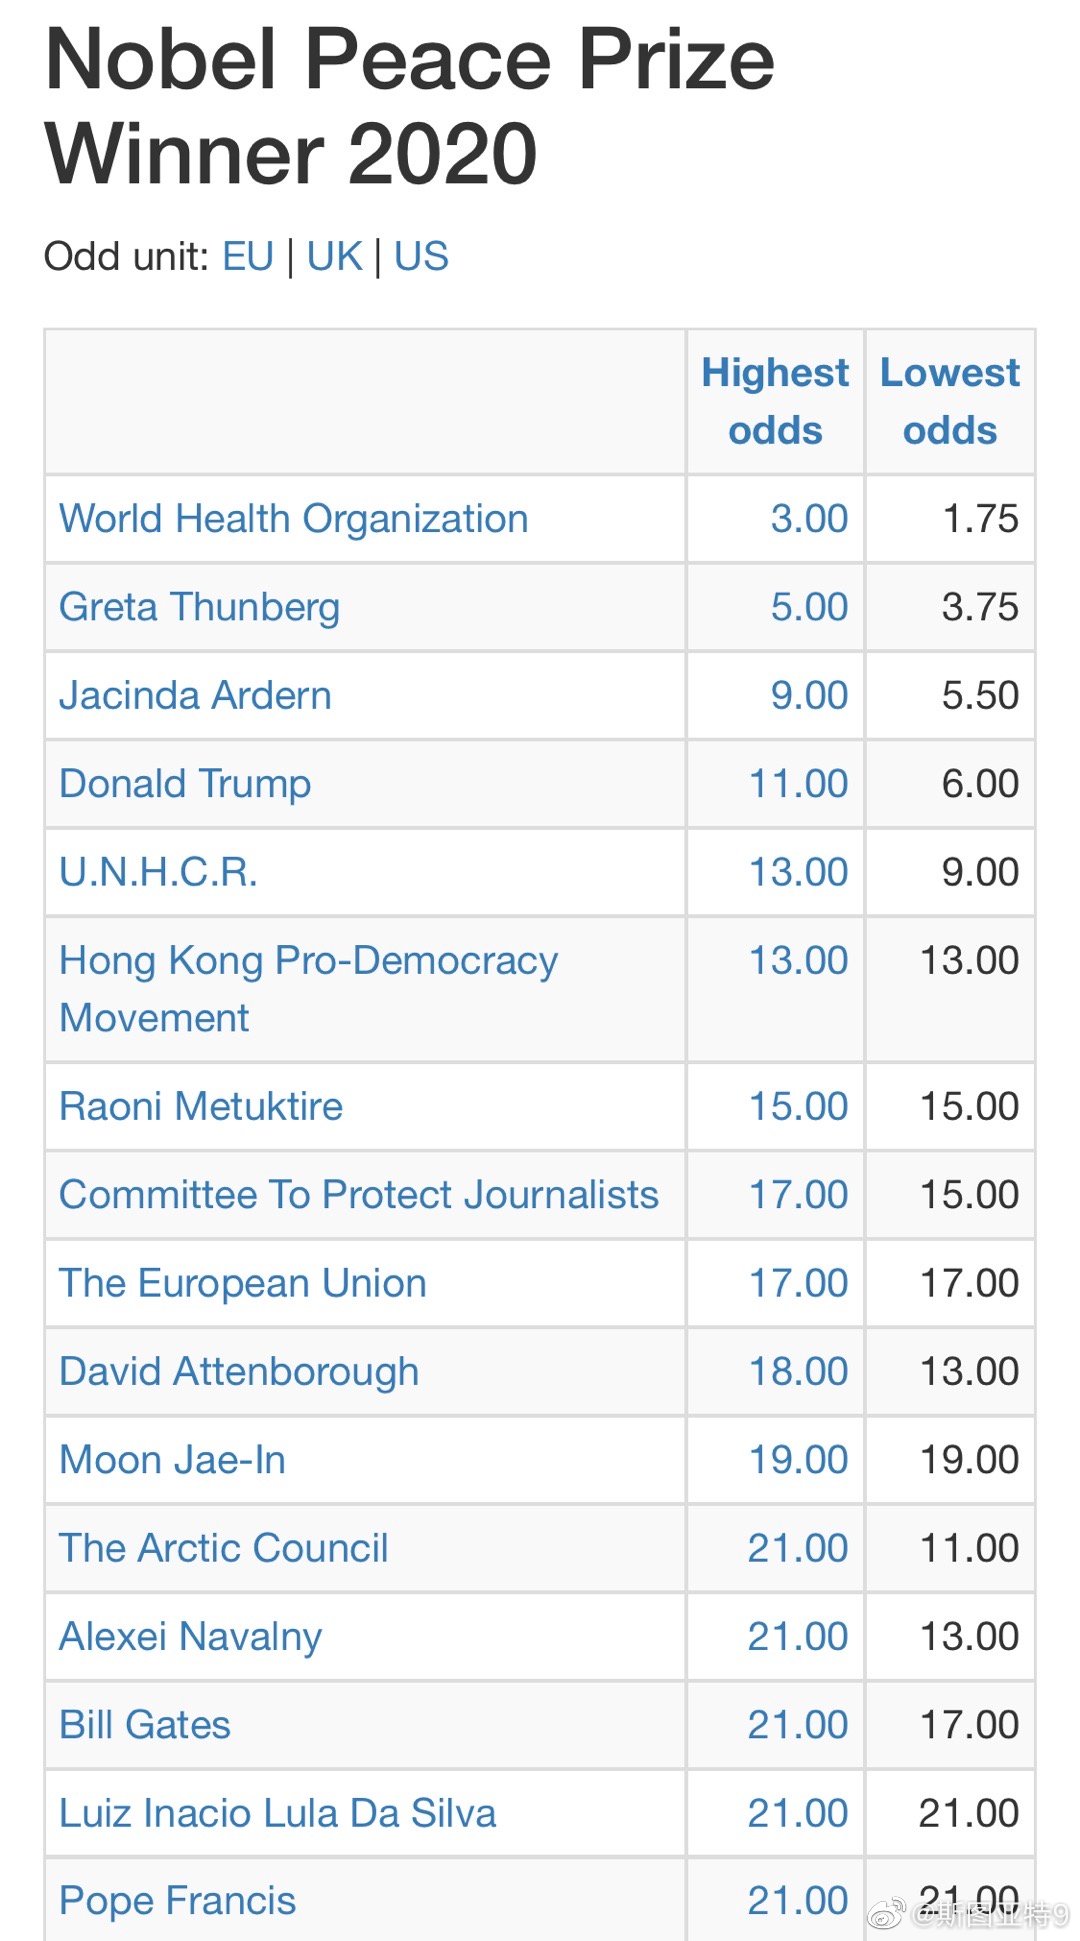 Nobel Peace Prize
Winner 2020
Odd unit: EU | UK | US
Highest odds Lowest odds
World Health Organization 3.00 1.75
Greta Thunberg 5.00 3.75
Jacinda Ardern 9.00 5.50
Donald Trump 11.00 6.00
U.N.H.C.R. 13.00 9.00
Hong Kong Pro-Democracy 13.00 13.00
Movement
Raoni Metuktire 15.00 15.00
Committee To Protect Journalists 17.00 15.00
The European Union 17.00 17.00
David Attenborough 18.00 13.00
Moon Jae-In 19.00 19.00
The Arctic Council 21.00 11.00
Alexei Navalny 21.00 13.00
Bill Gates 21.00 17.00
Luiz Inacio Lula Da Silva 21.00 21.00
Pope Francis 21.00 21.00
@斯图亚特9